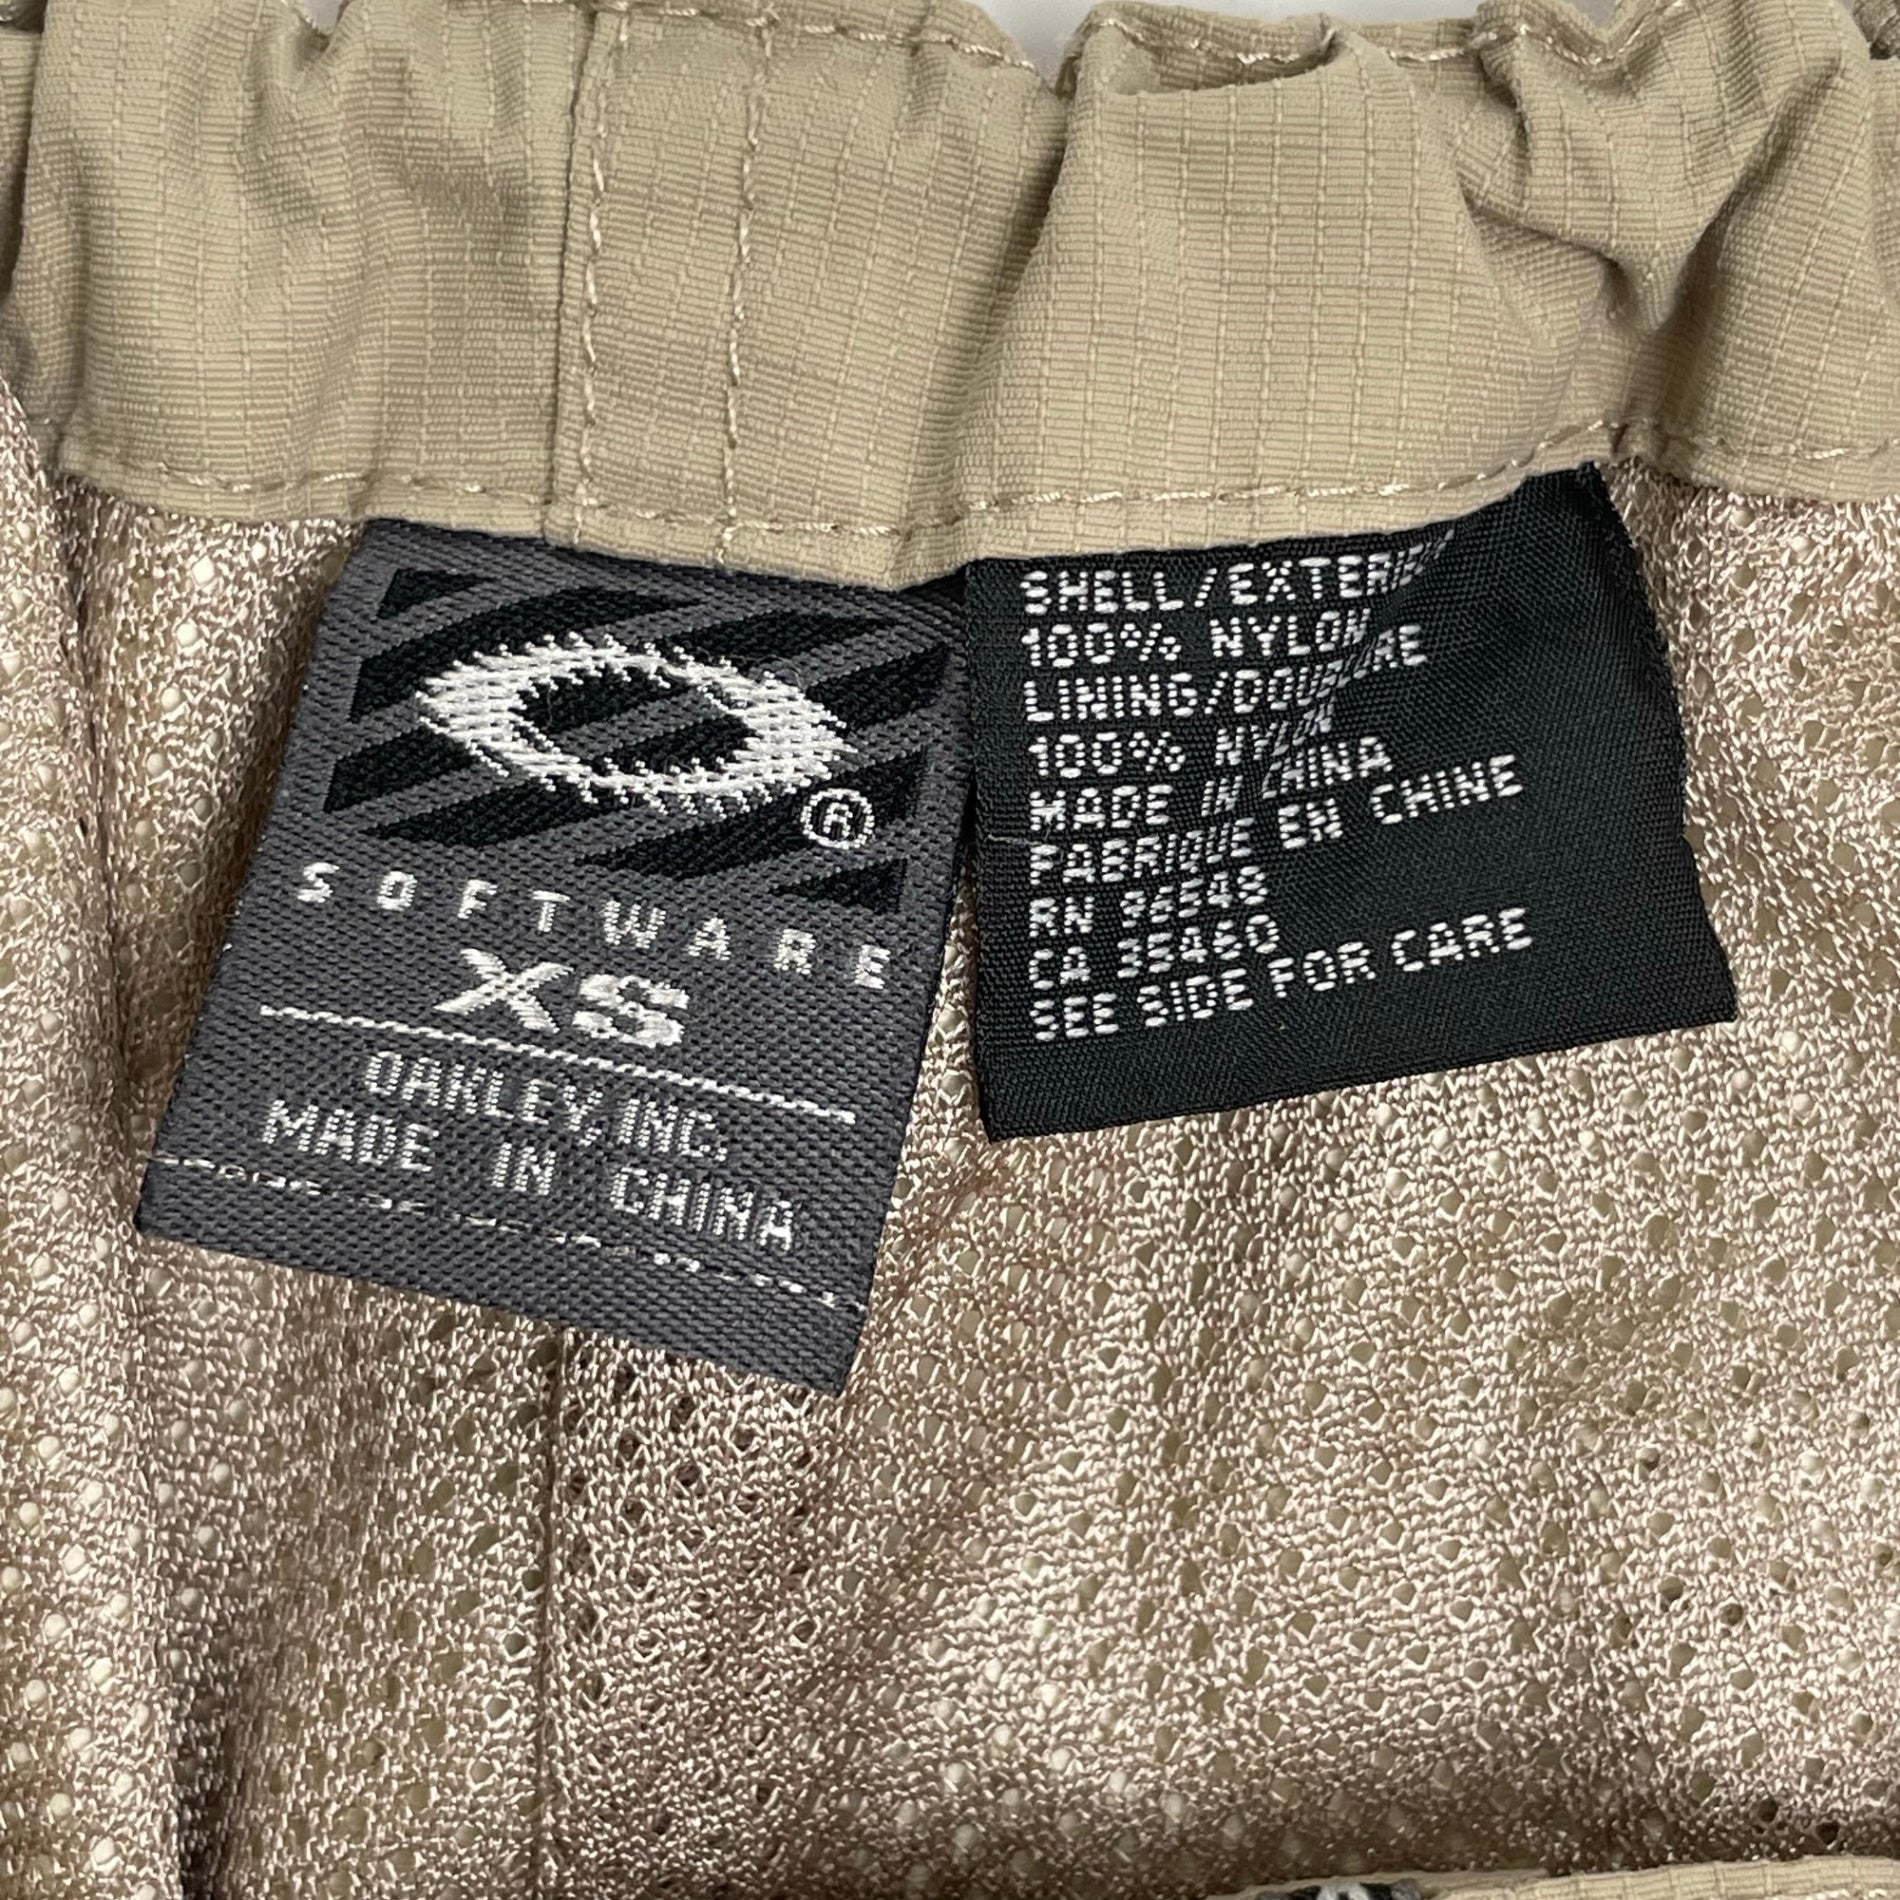 ®
SOFTWARE
XS
OAKLEY, INC.
MADE IN CHINA
SHELL/EXTERIEUR
100% NYLON
LINING/DOUBLURE
100% NYLON
MADE IN CHINA
FABRIQUE EN CHINE
RN 96548
CA 35460
SEE SIDE FOR CARE